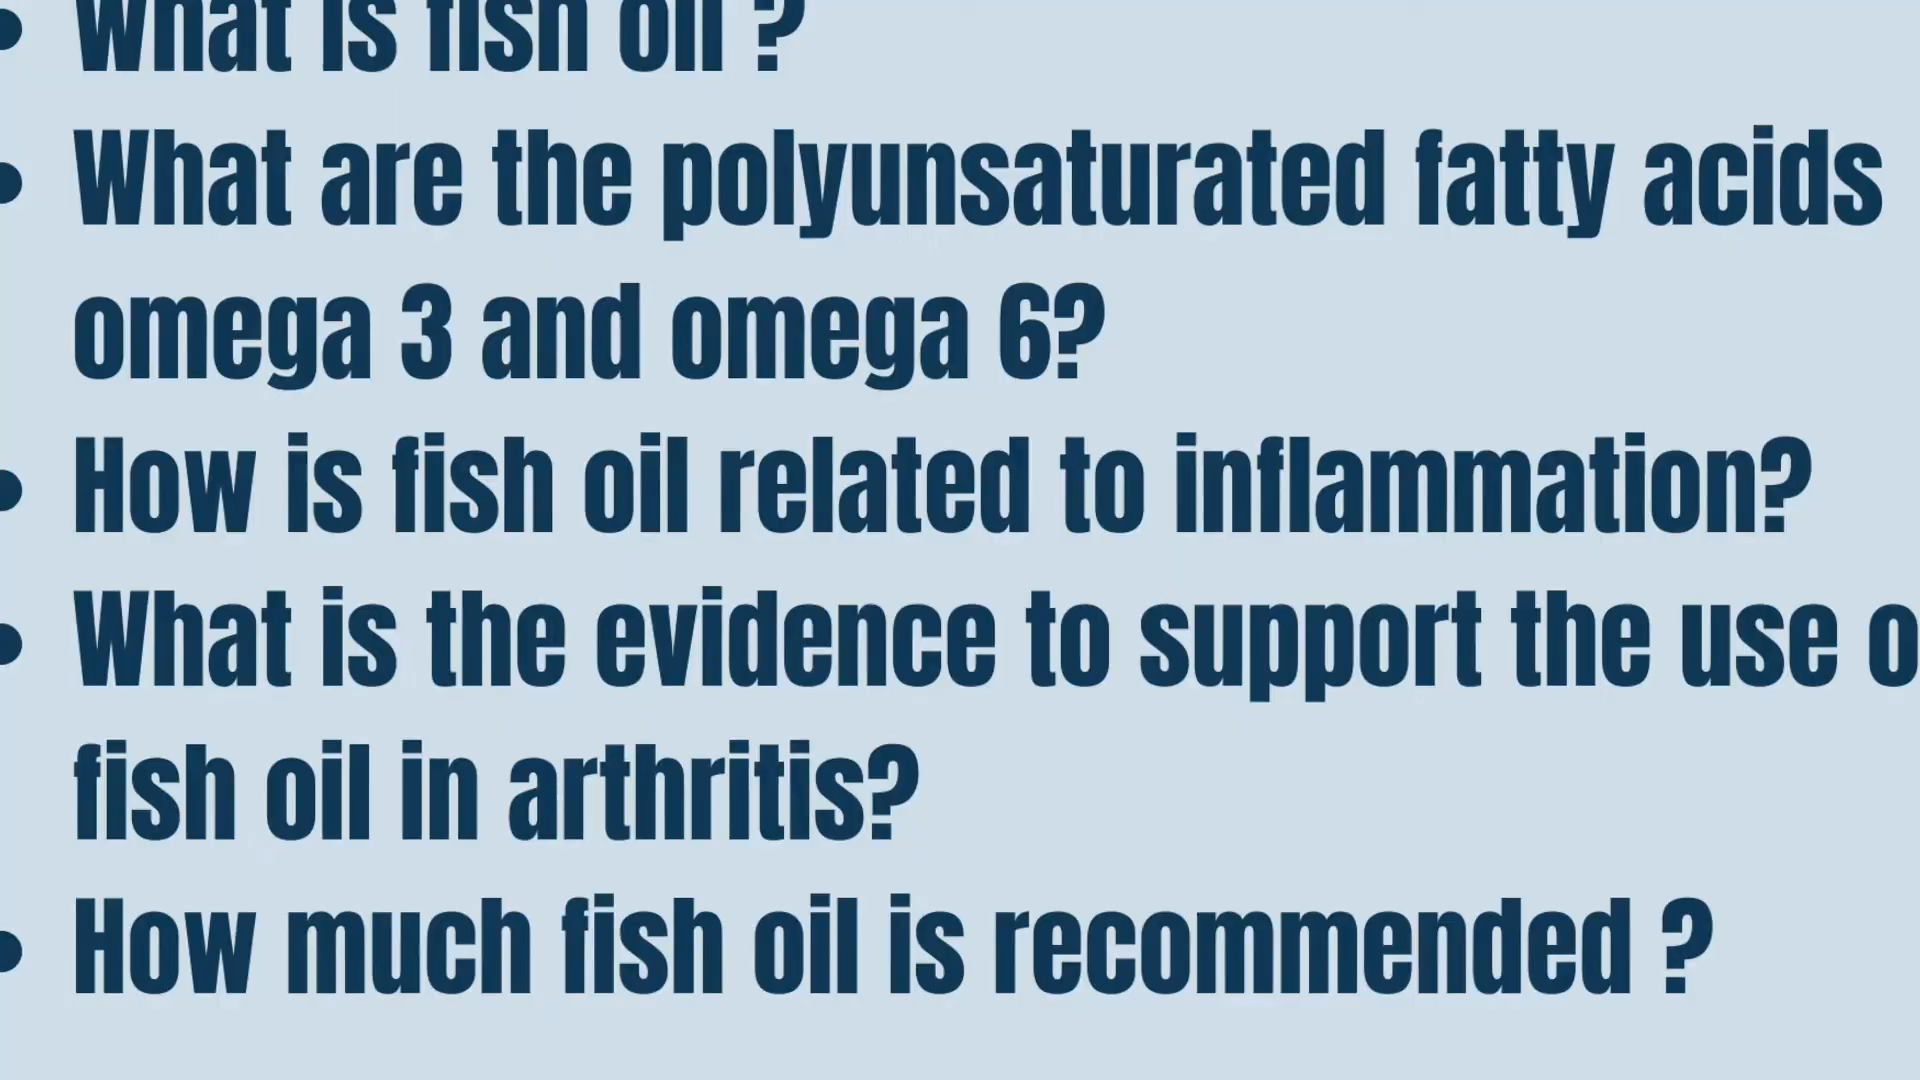 • What is fish oil ?
• What are the polyunsaturated fatty acids
omega 3 and omega 6?
• How is fish oil related to inflammation?
• What is the evidence to support the use o
fish oil in arthritis?
• How much fish oil is recommended ?